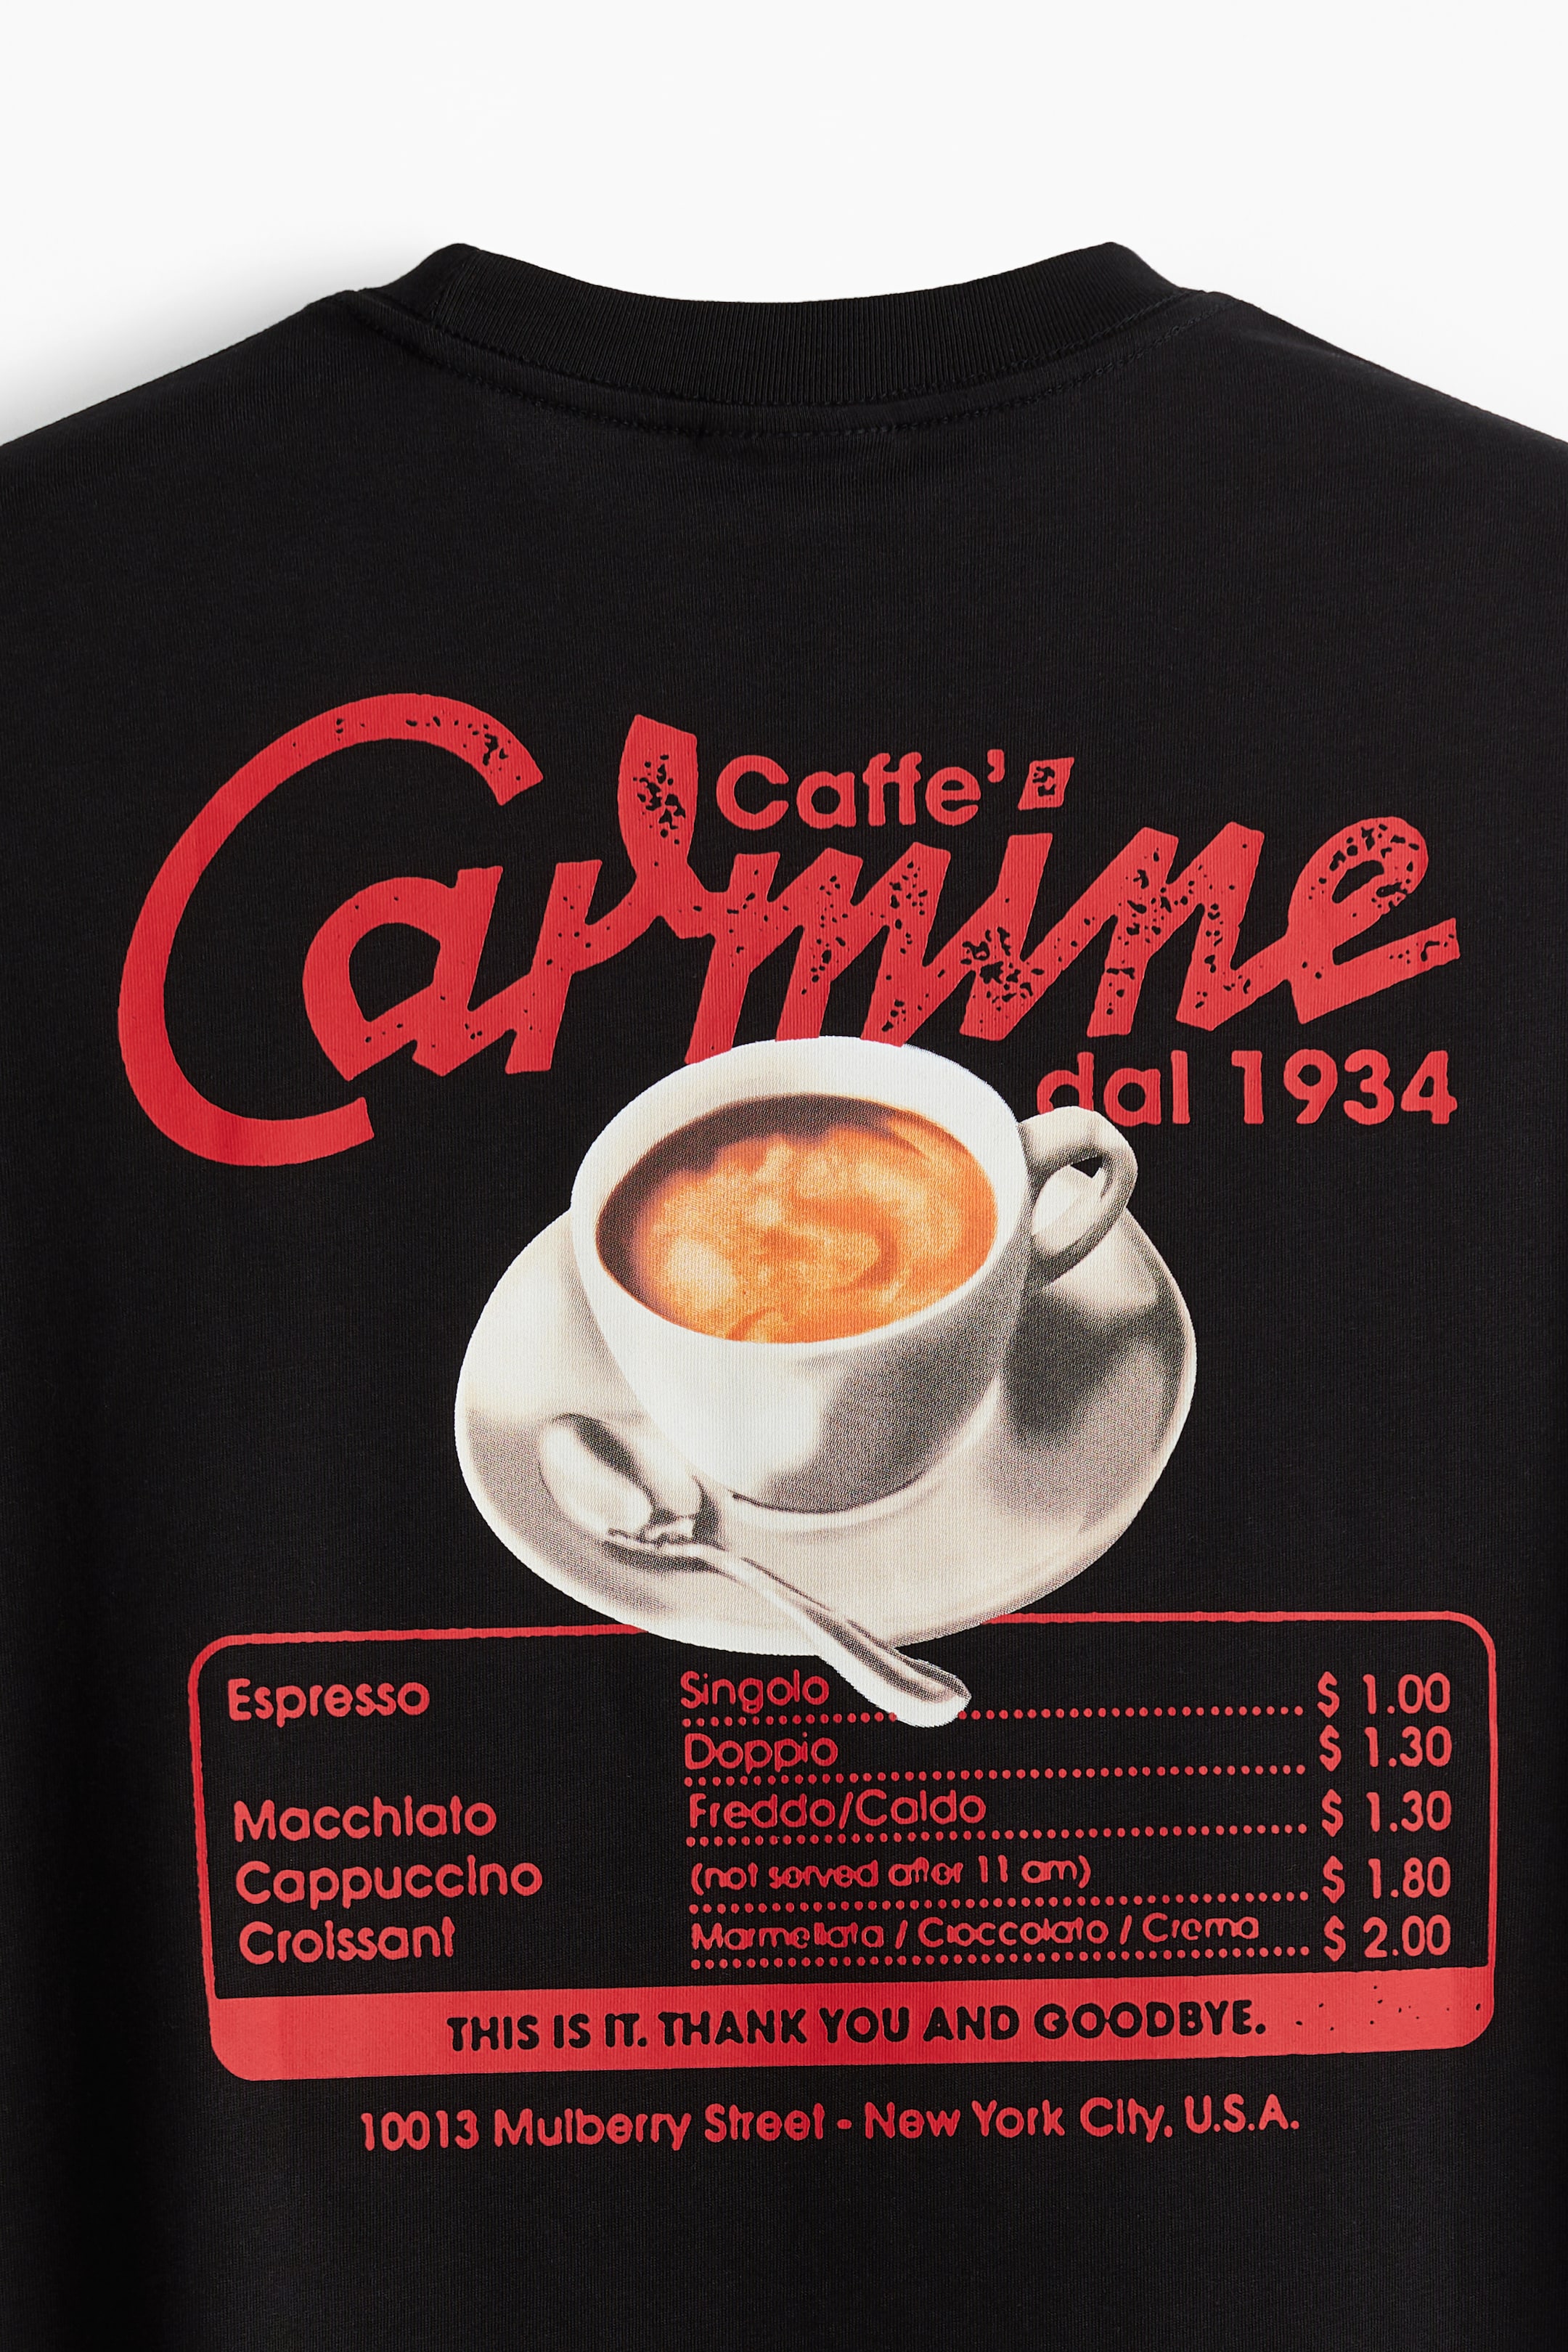 Caffe'
Carmine
dal 1934
Espresso Singolo $ 1.00
Doppio $ 1.30
Macchiato Freddo/Caldo $ 1.30
Cappuccino (not served after 11 am) $ 1.80
Croissant Marmellata / Cioccolato / Crema $ 2.00
THIS IS IT. THANK YOU AND GOODBYE.
10013 Mulberry Street - New York City, U.S.A.